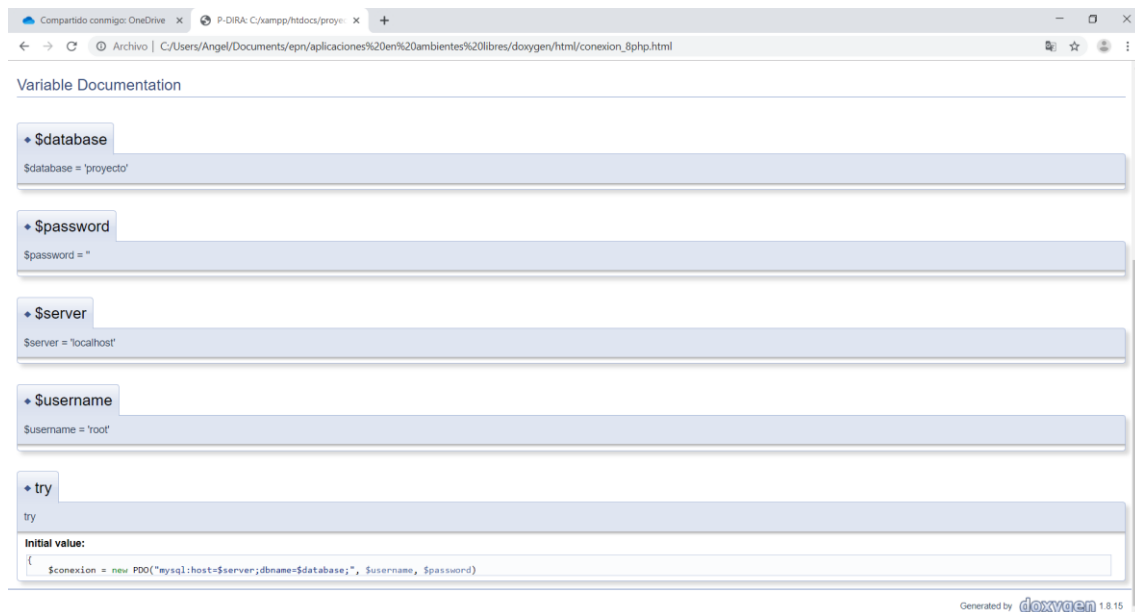 Compartido conmigo: OneDrive
P-DIRA: C:/xampp/htdocs/proye
Archivo | C:/Users/Angel/Documents/epn/aplicaciones%20en%20ambientes%20libres/doxygen/html/conexion_8php.html
Variable Documentation
◆ $database
$database = 'proyecto'
◆ $password
$password = ''
◆ $server
$server = 'localhost'
◆ $username
$username = 'root'
◆ try
try
Initial value:
{
$conexion = new PDO("mysql:host=$server;dbname=$database;", $username, $password)
Generated by doxygen 1.8.15